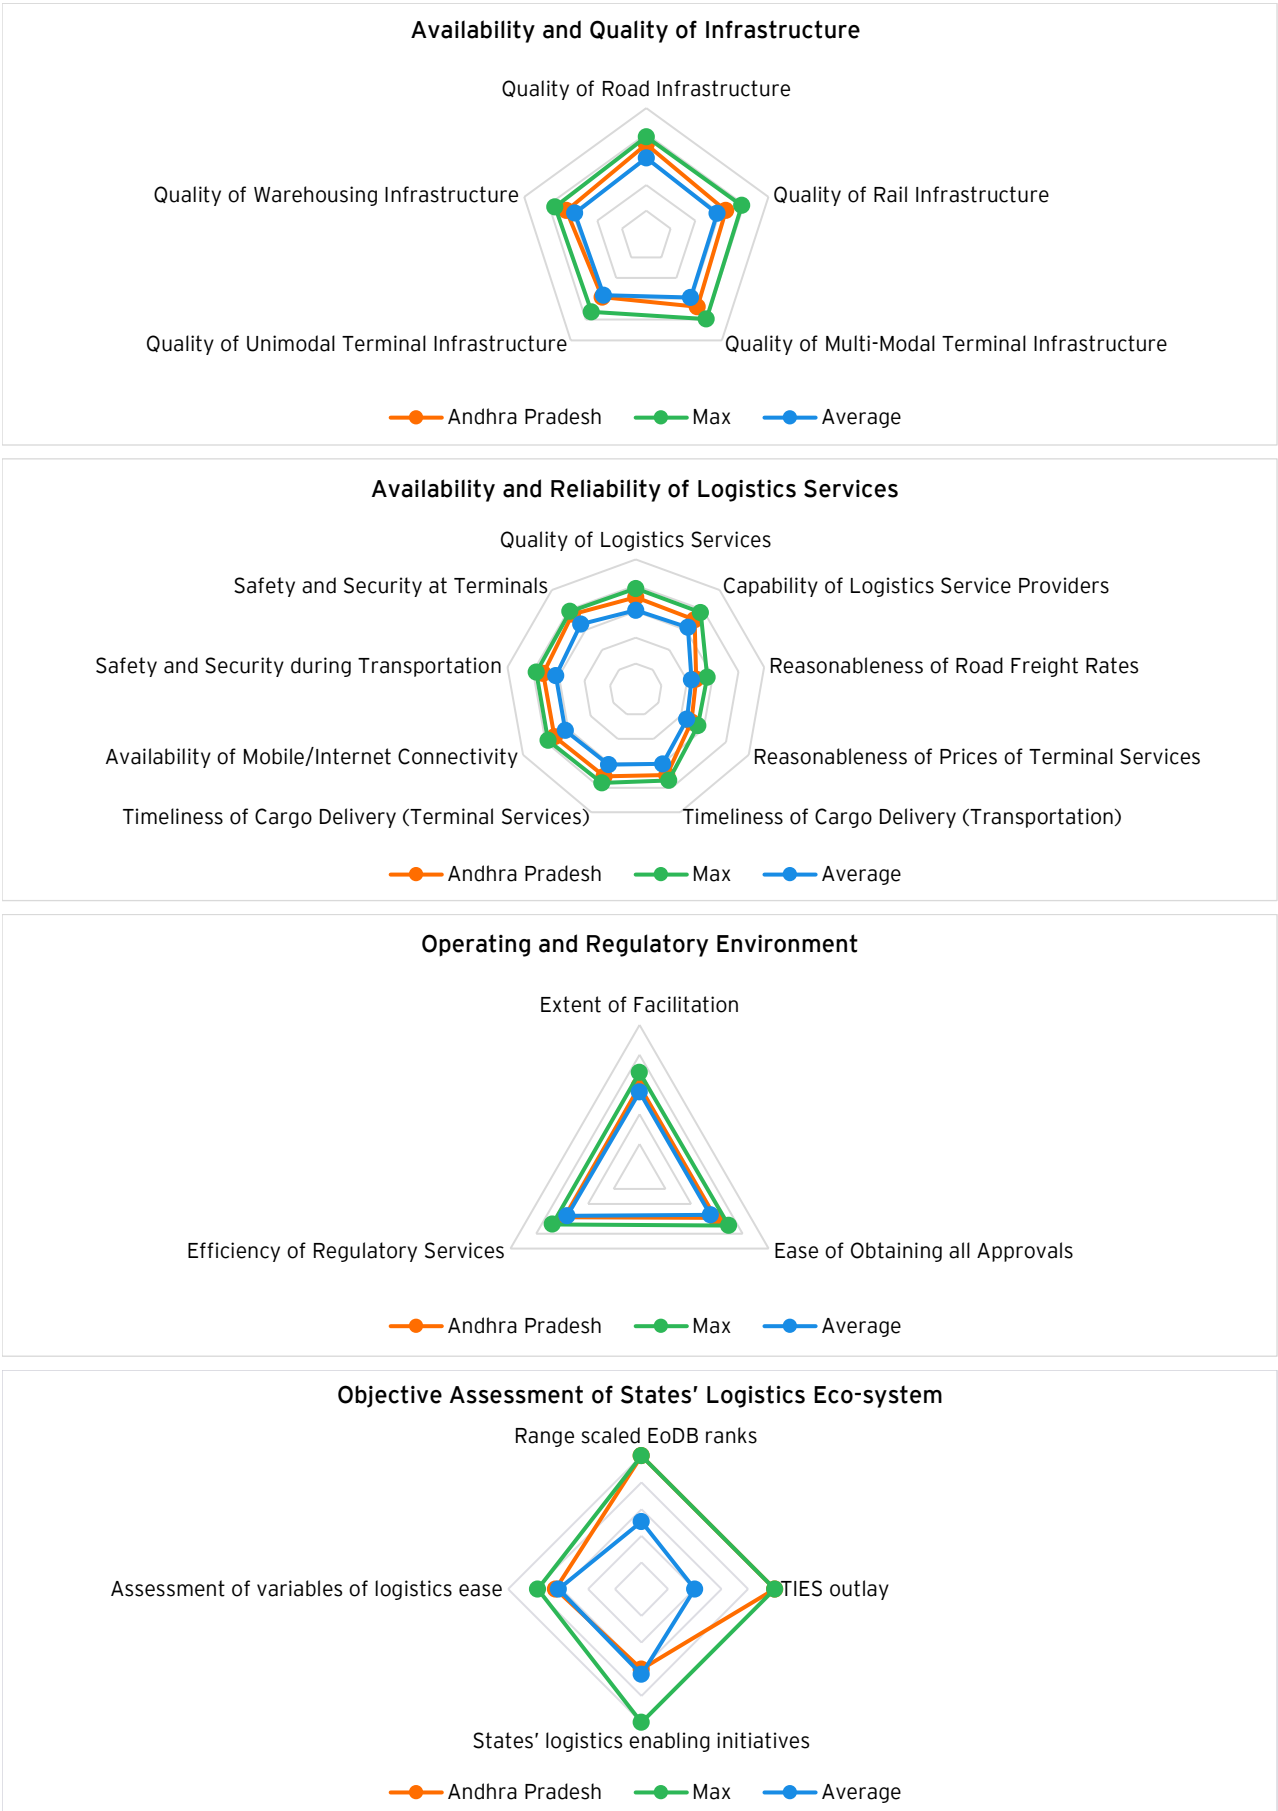 Availability and Quality of Infrastructure
Quality of Road Infrastructure
Quality of Warehousing Infrastructure
Quality of Rail Infrastructure
Quality of Unimodal Terminal Infrastructure
Quality of Multi-Modal Terminal Infrastructure
Andhra Pradesh Max Average
Availability and Reliability of Logistics Services
Quality of Logistics Services
Safety and Security at Terminals
Capability of Logistics Service Providers
Safety and Security during Transportation
Reasonableness of Road Freight Rates
Availability of Mobile/Internet Connectivity
Reasonableness of Prices of Terminal Services
Timeliness of Cargo Delivery (Terminal Services)
Timeliness of Cargo Delivery (Transportation)
Andhra Pradesh Max Average
Operating and Regulatory Environment
Extent of Facilitation
Efficiency of Regulatory Services
Ease of Obtaining all Approvals
Andhra Pradesh Max Average
Objective Assessment of States’ Logistics Eco-system
Range scaled EoDB ranks
Assessment of variables of logistics ease
TIES outlay
States’ logistics enabling initiatives
Andhra Pradesh Max Average